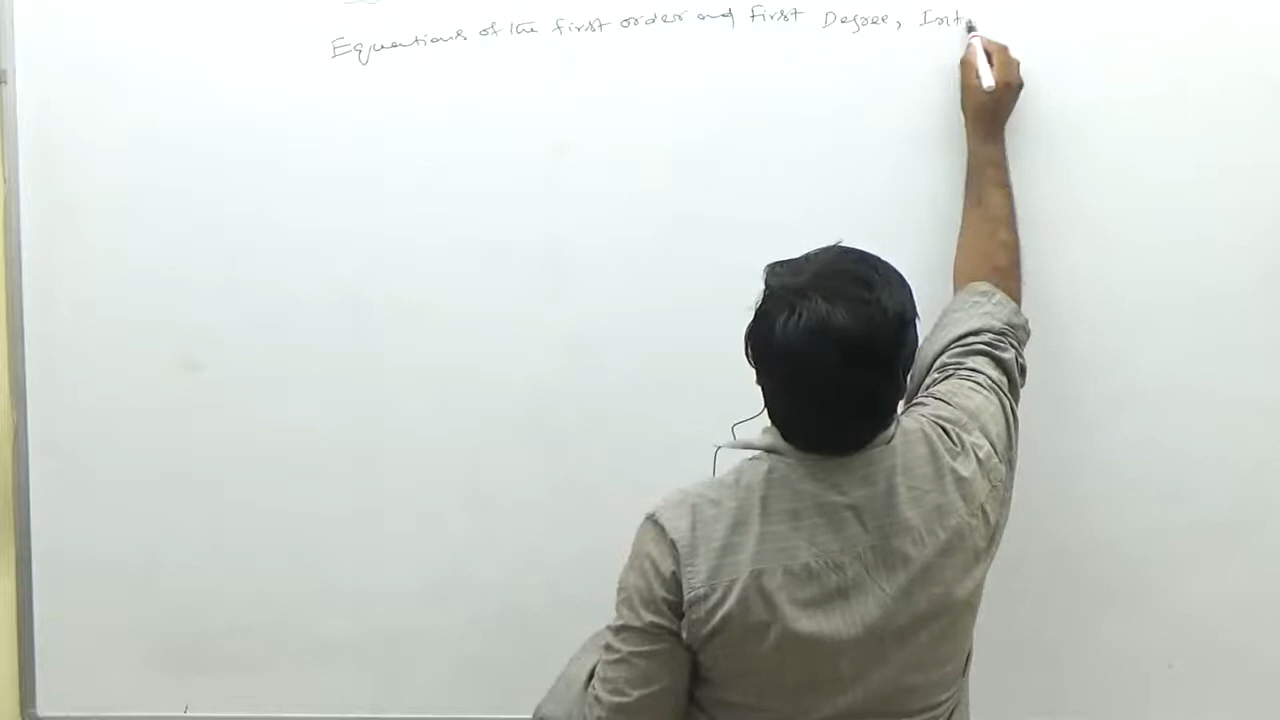 Equations of the first order and First Degree, Int